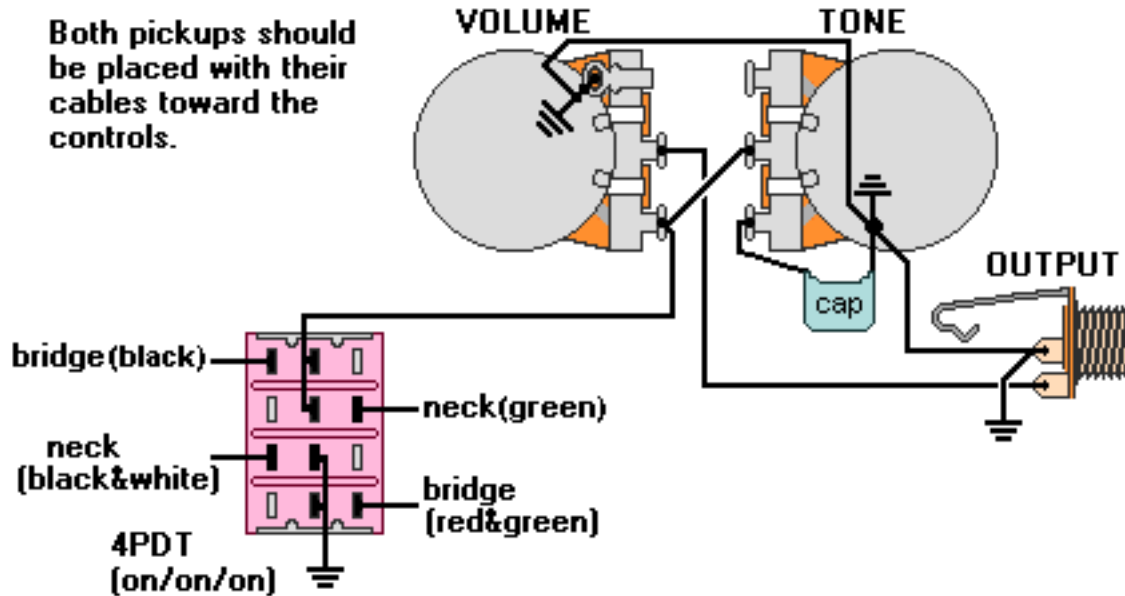 Both pickups should
be placed with their
cables toward the
controls.
VOLUME
TONE
cap
OUTPUT
bridge(black)
neck(green)
neck
(black&white)
bridge
(red&green)
4PDT
(on/on/on)